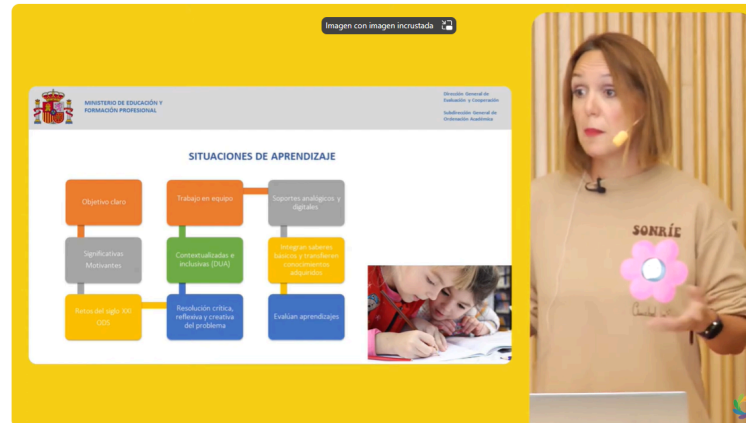 Imagen con imagen incrustada
MINISTERIO DE EDUCACIÓN Y
FORMACIÓN PROFESIONAL
Dirección General de
Evaluación y Cooperación
Subdirección General de
Ordenación Académica
SITUACIONES DE APRENDIZAJE
Objetivo claro
Significativas
Motivantes
Retos del siglo XXI
ODS
Resolución crítica,
reflexiva y creativa
del problema
Contextualizadas e
inclusivas (DUA)
Trabajo en equipo
Soportes analógicos y
digitales
Integran saberes
básicos y transfieren
conocimientos
adquiridos
Evalúan aprendizajes
SONRÍE